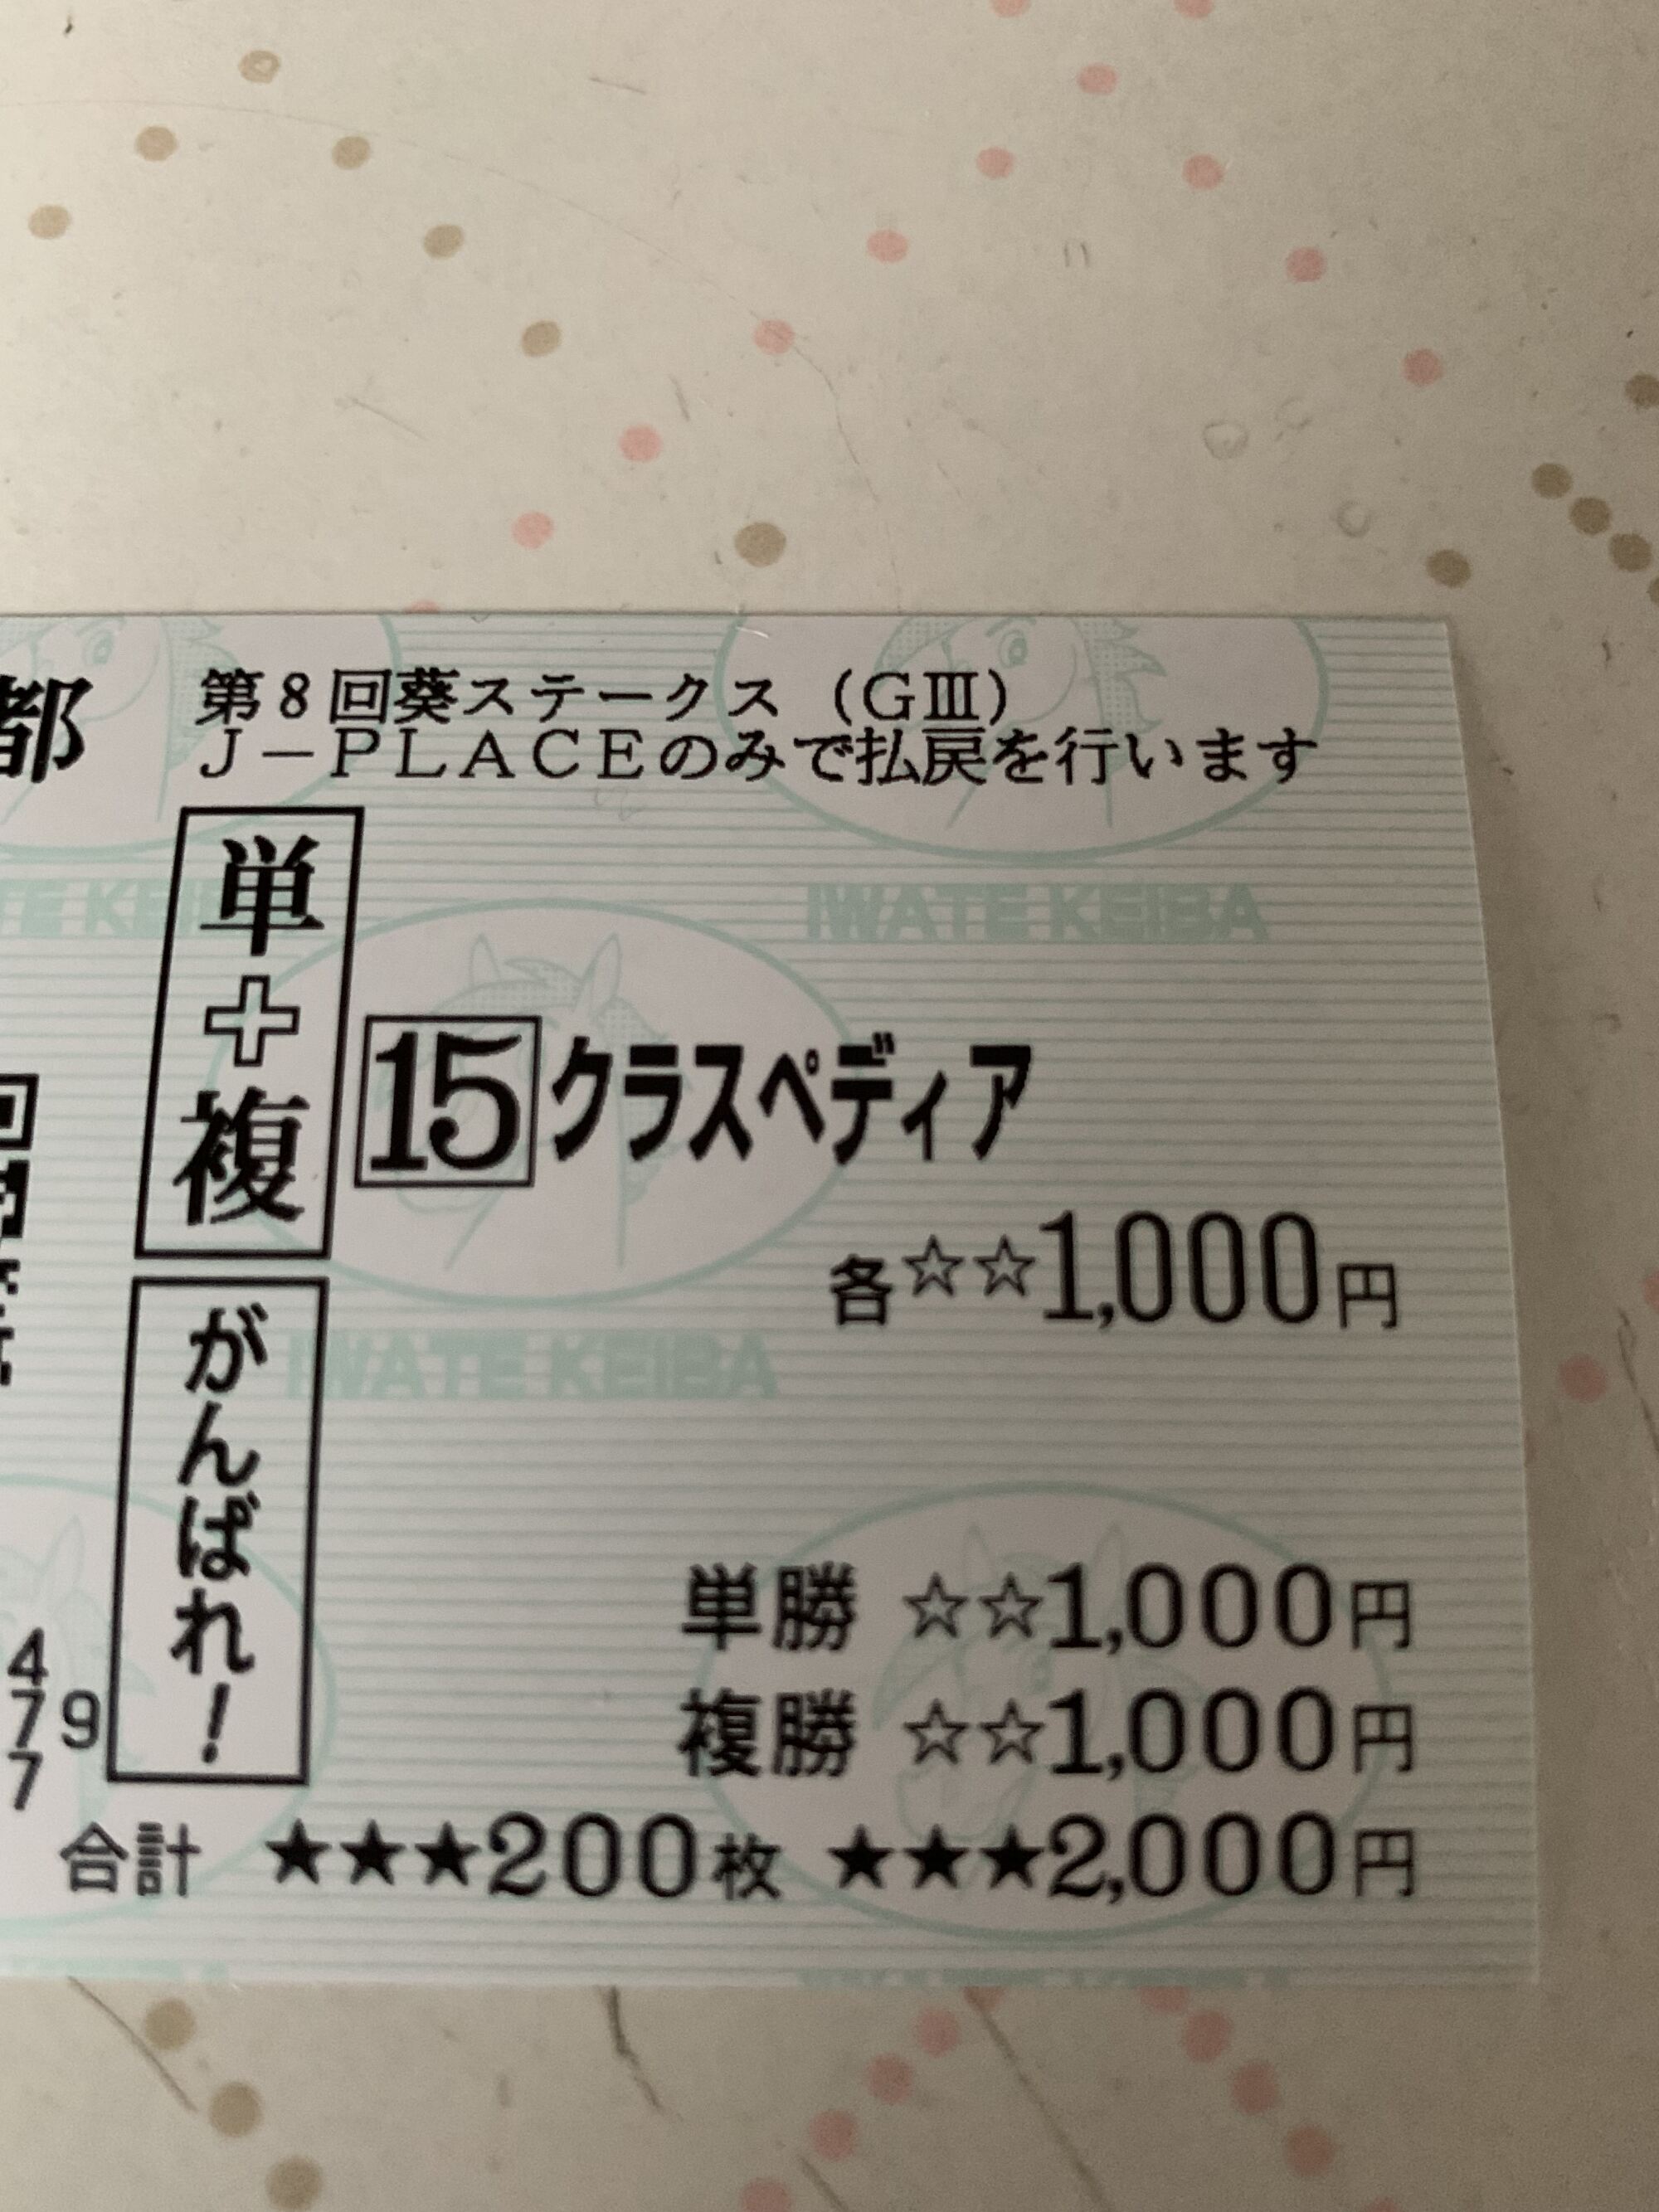 都
第8回葵ステークス（GⅢ）
J－PLACEのみで払戻を行います
単＋複
がんばれ！
15 クラスペディア
各☆☆1,000円
単勝 ☆☆1,000円
複勝 ☆☆1,000円
4
79
7
合計 ★★★200枚 ★★★2,000円
IWATE KEIBA
IWATE KEIBA